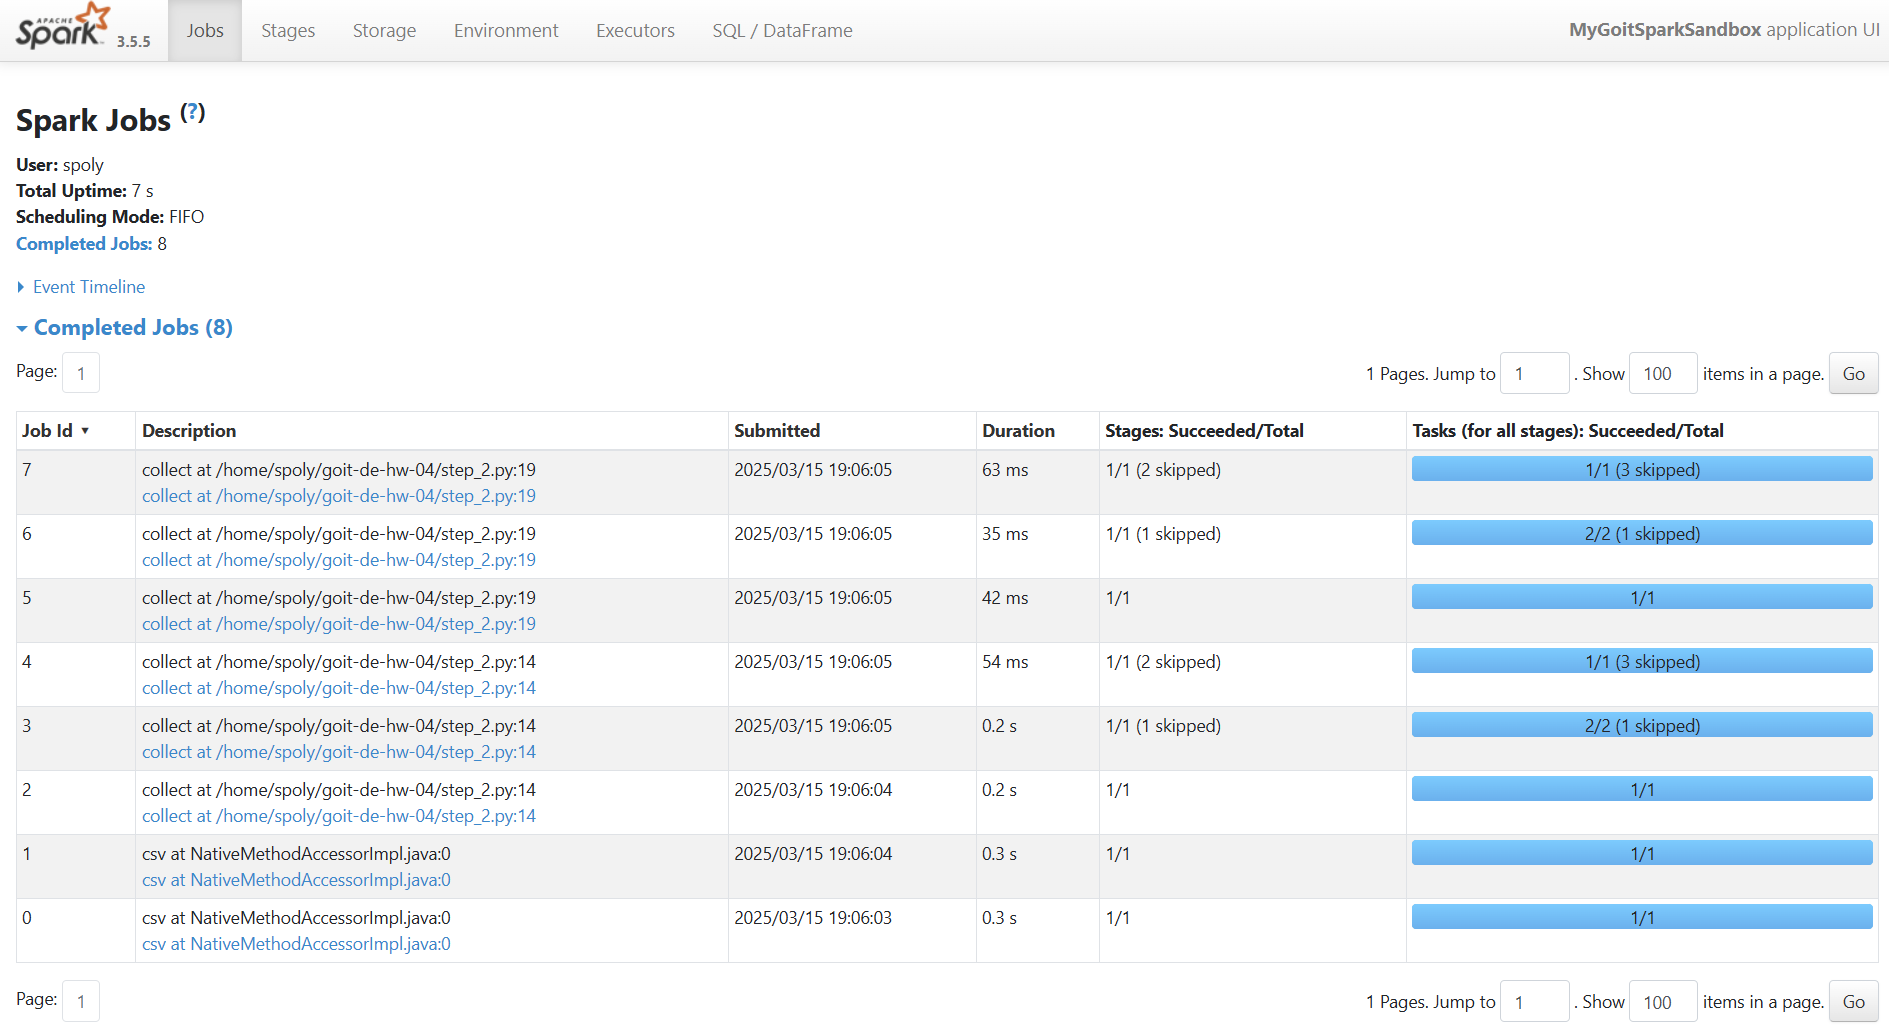 APACHE Spark 3.5.5 Jobs Stages Storage Environment Executors SQL / DataFrame MyGoitSparkSandbox application UI
Spark Jobs (?)
User: spoly
Total Uptime: 7 s
Scheduling Mode: FIFO
Completed Jobs: 8
Event Timeline
Completed Jobs (8)
Page: 1 1 Pages. Jump to 1 . Show 100 items in a page. Go
Job Id ▾ Description Submitted Duration Stages: Succeeded/Total Tasks (for all stages): Succeeded/Total
7 collect at /home/spoly/goit-de-hw-04/step_2.py:19 2025/03/15 19:06:05 63 ms 1/1 (2 skipped) 1/1 (3 skipped)
collect at /home/spoly/goit-de-hw-04/step_2.py:19
6 collect at /home/spoly/goit-de-hw-04/step_2.py:19 2025/03/15 19:06:05 35 ms 1/1 (1 skipped) 2/2 (1 skipped)
collect at /home/spoly/goit-de-hw-04/step_2.py:19
5 collect at /home/spoly/goit-de-hw-04/step_2.py:19 2025/03/15 19:06:05 42 ms 1/1 1/1
collect at /home/spoly/goit-de-hw-04/step_2.py:19
4 collect at /home/spoly/goit-de-hw-04/step_2.py:14 2025/03/15 19:06:05 54 ms 1/1 (2 skipped) 1/1 (3 skipped)
collect at /home/spoly/goit-de-hw-04/step_2.py:14
3 collect at /home/spoly/goit-de-hw-04/step_2.py:14 2025/03/15 19:06:05 0.2 s 1/1 (1 skipped) 2/2 (1 skipped)
collect at /home/spoly/goit-de-hw-04/step_2.py:14
2 collect at /home/spoly/goit-de-hw-04/step_2.py:14 2025/03/15 19:06:04 0.2 s 1/1 1/1
collect at /home/spoly/goit-de-hw-04/step_2.py:14
1 csv at NativeMethodAccessorImpl.java:0 2025/03/15 19:06:04 0.3 s 1/1 1/1
csv at NativeMethodAccessorImpl.java:0
0 csv at NativeMethodAccessorImpl.java:0 2025/03/15 19:06:03 0.3 s 1/1 1/1
csv at NativeMethodAccessorImpl.java:0
Page: 1 1 Pages. Jump to 1 . Show 100 items in a page. Go